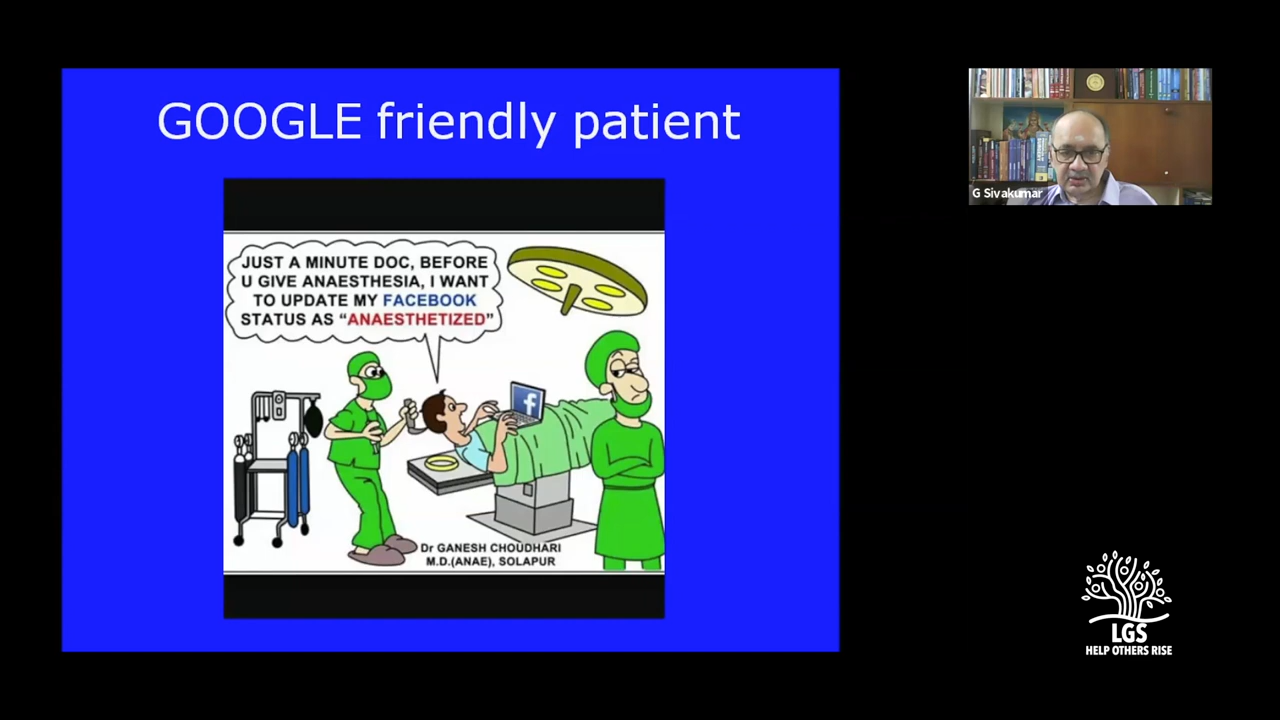 GOOGLE friendly patient
JUST A MINUTE DOC, BEFORE
U GIVE ANAESTHESIA, I WANT
TO UPDATE MY FACEBOOK
STATUS AS “ANAESTHETIZED”
f
Dr GANESH CHOUDHARI
M.D.(ANAE), SOLAPUR
G Sivakumar
LGS
HELP OTHERS RISE